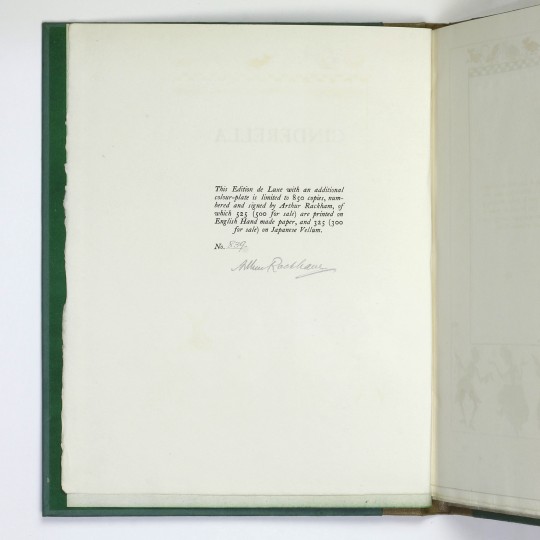 This Edition de Luxe with an additional
colour-plate is limited to 850 copies, num-
bered and signed by Arthur Rackham, of
which 525 (500 for sale) are printed on
English Hand made paper, and 325 (300
for sale) on Japanese Vellum.
No. 829.
Arthur Rackham
CINDERELLA